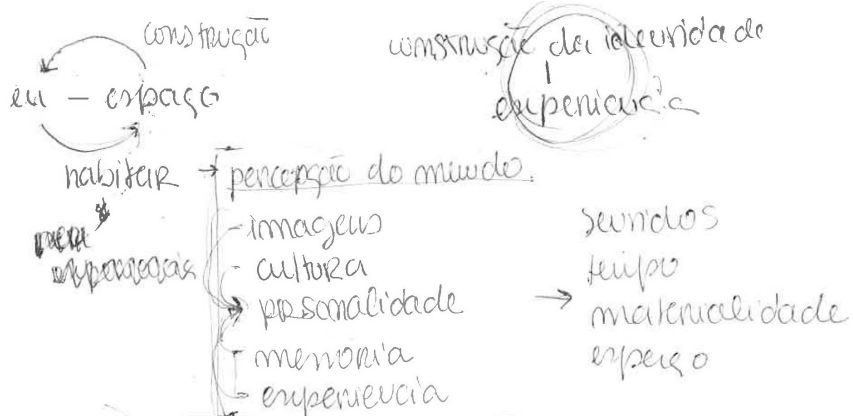 construção
construção da identidade
eu – espaço
experiência
habitar → percepção do mundo.
- imagens
sentidos
experiência
- cultura
tempo
personalidade
→ materialidade
- memória
espaço
- experiencia